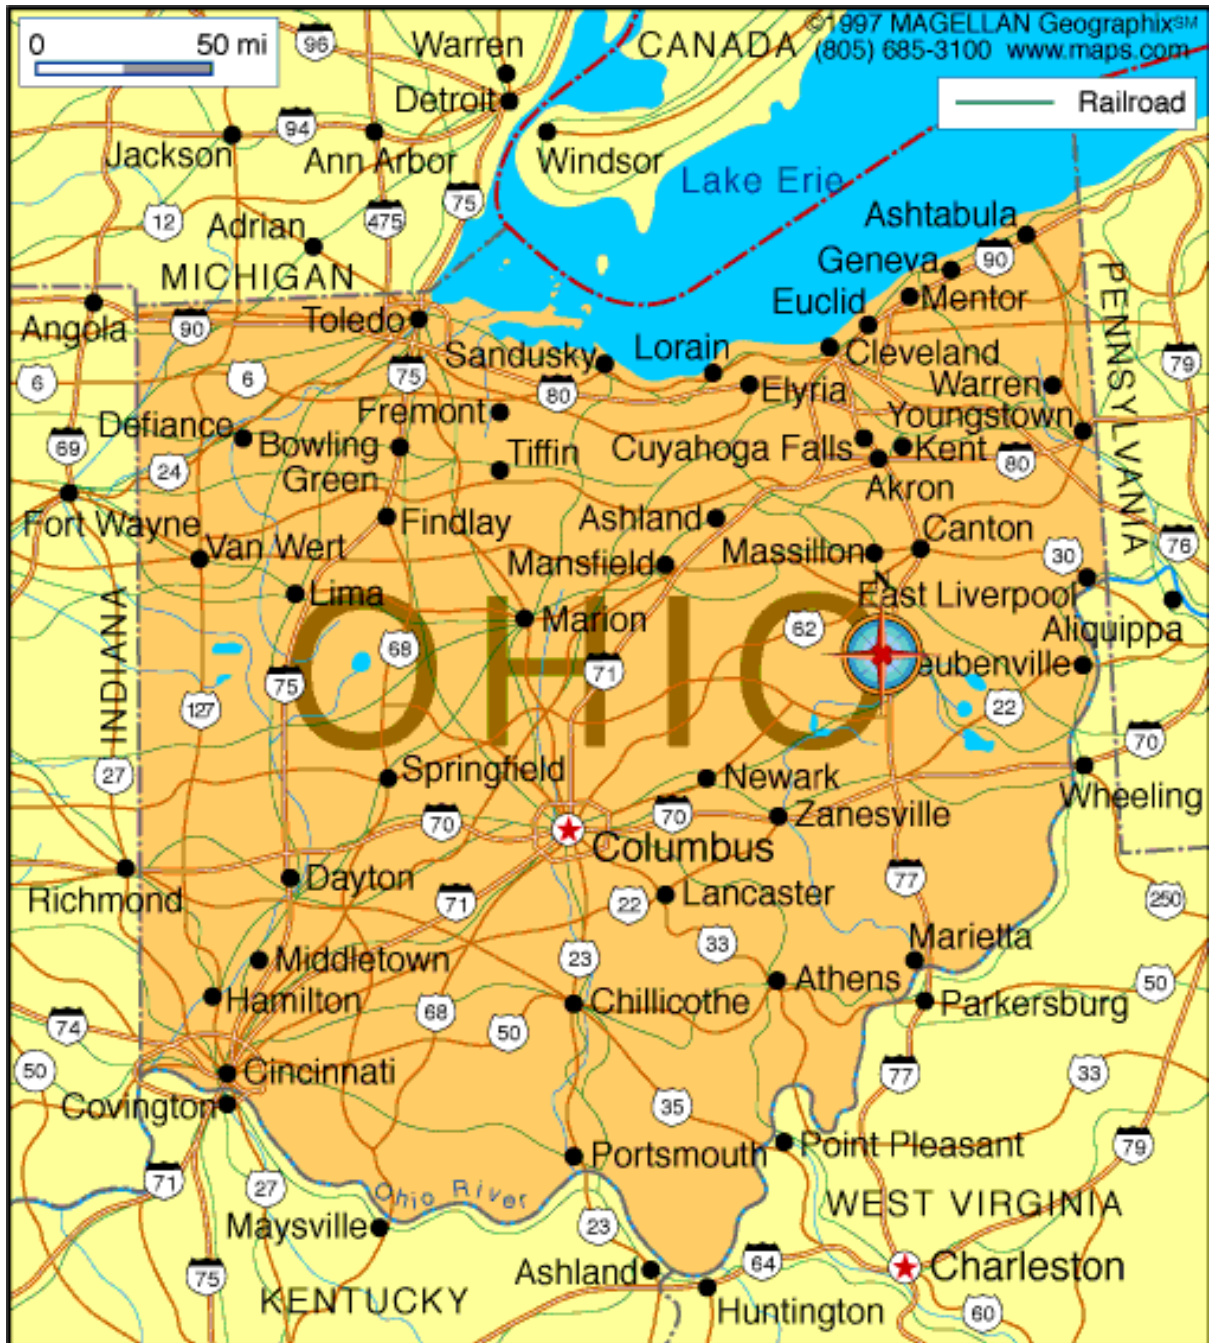 0 50 mi
96
Warren
CANADA
©1997 MAGELLAN Geographix℠
(805) 685-3100 www.maps.com
Detroit
Railroad
94
Jackson
Ann Arbor
Windsor
Lake Erie
75
12
475
Adrian
Ashtabula
MICHIGAN
Geneva
90
PENNSYLVANIA
Euclid
Mentor
Angola
90
Toledo
Sandusky
Lorain
Cleveland
79
6
6
75
80
Elyria
Warren
Fremont
Youngstown
Defiance
69
Bowling
Green
Tiffin
Cuyahoga Falls
Kent
24
80
Akron
Fort Wayne
Findlay
Ashland
Canton
Van Wert
Mansfield
Massillon
30
76
INDIANA
Lima
N
East Liverpool
OHIO
Marion
62
Aliquippa
68
71
75
eubenville
127
22
70
27
Springfield
Newark
Wheeling
70
70
Zanesville
Columbus
Richmond
Dayton
71
22
Lancaster
77
250
33
Marietta
Middletown
23
Athens
50
Hamilton
Chillicothe
Parkersburg
74
68
50
50
Cincinnati
77
33
Covington
35
Portsmouth
Point Pleasant
79
71
27
Ohio River
WEST VIRGINIA
Maysville
23
75
Ashland
64
Charleston
KENTUCKY
Huntington
60